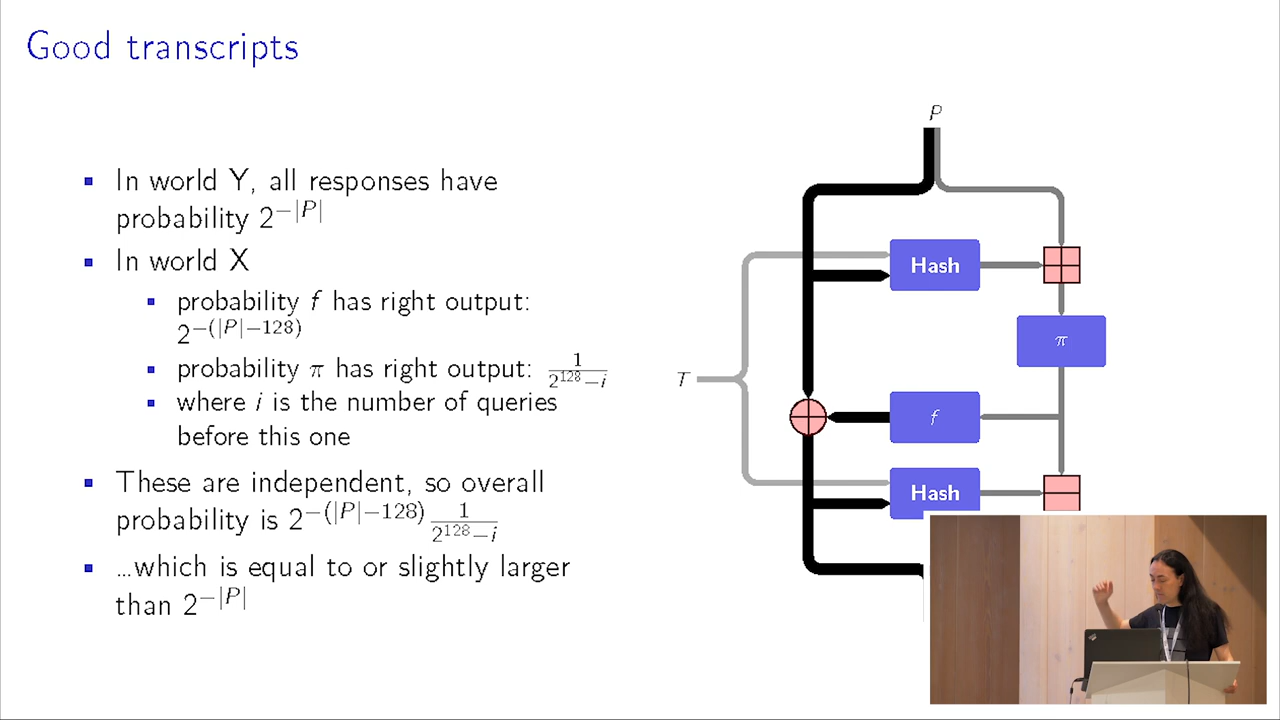 Good transcripts
P
In world Y, all responses have
probability 2^{-|P|}
In world X
probability f has right output:
2^{-(|P|-128)}
probability π has right output: \frac{1}{2^{128}-i}
where i is the number of queries
before this one
These are independent, so overall
probability is 2^{-(|P|-128)} \frac{1}{2^{128}-i}
...which is equal to or slightly larger
than 2^{-|P|}
Hash
π
T
f
Hash